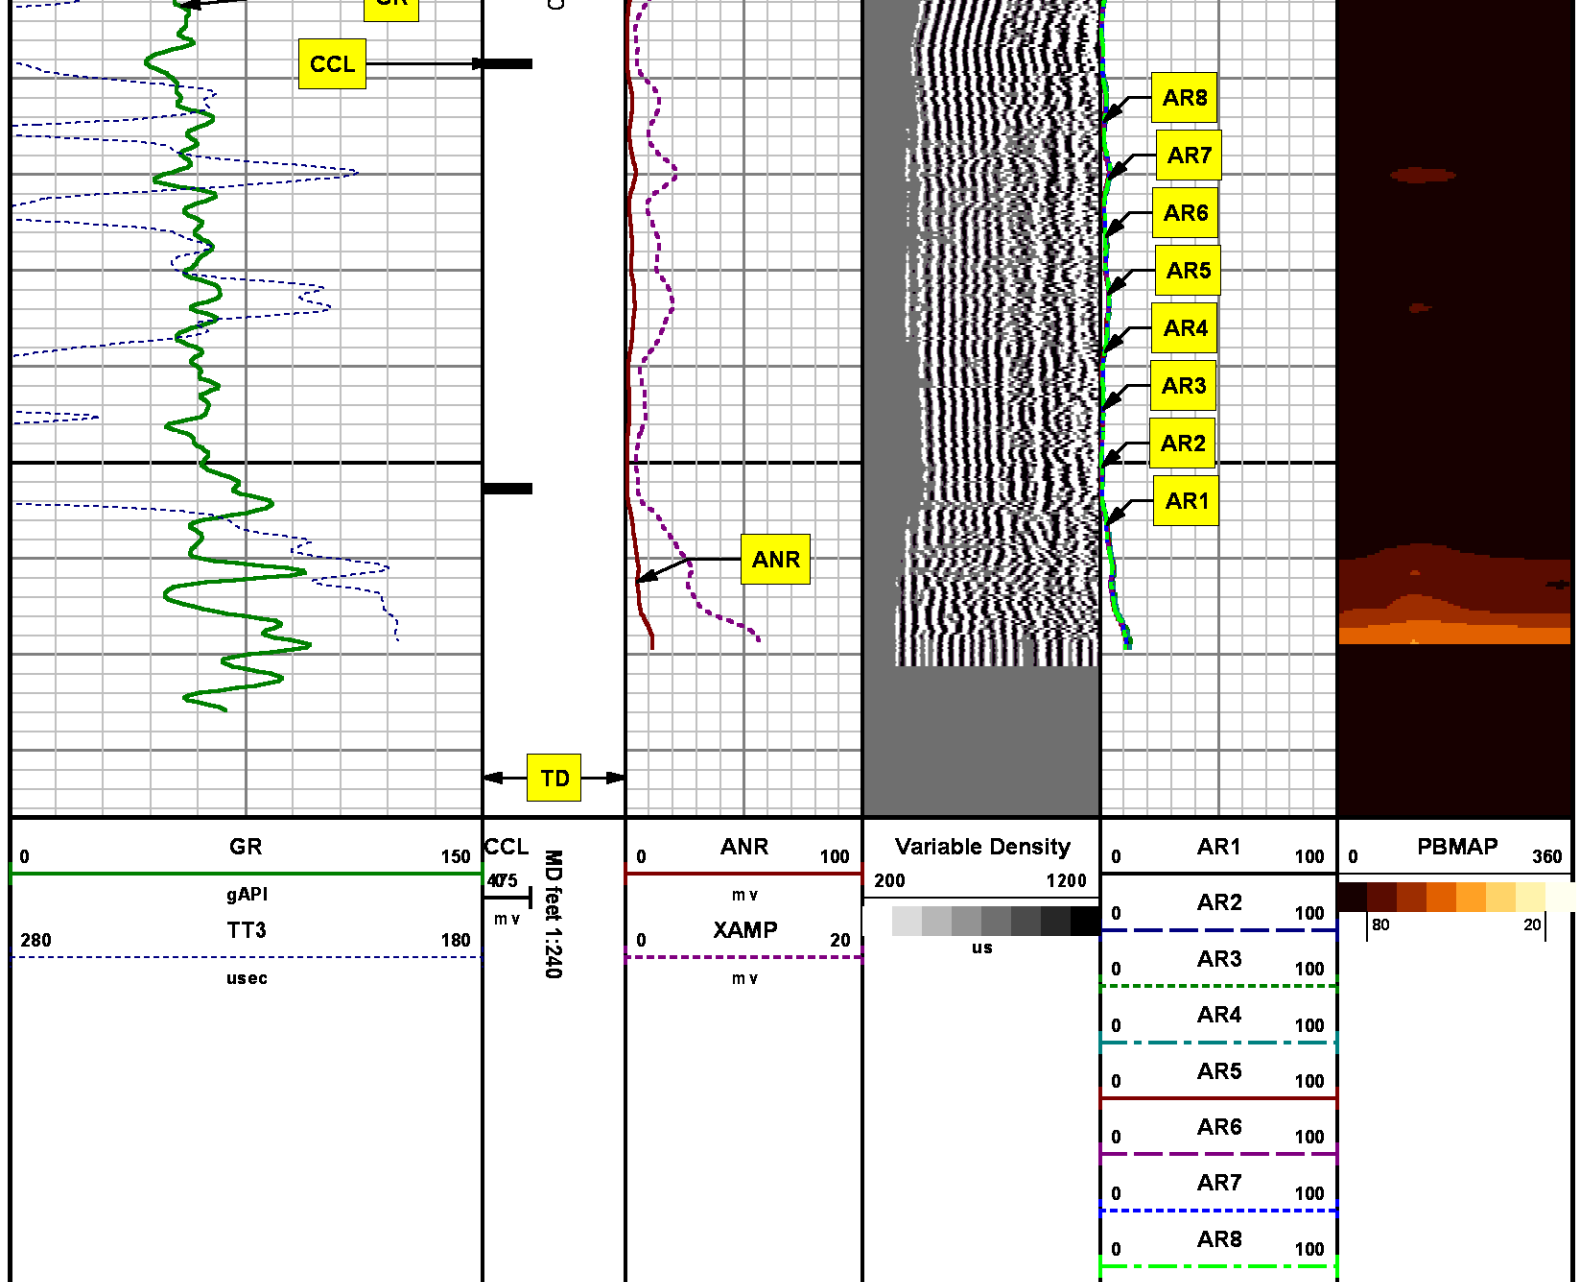 GR
CCL
AR8
AR7
AR6
AR5
AR4
AR3
AR2
AR1
ANR
TD
0 GR 150
gAPI
TT3
280 180
usec
CCL
mv
MD feet 1:240
0 ANR 100
mv
XAMP
0 20
mv
Variable Density
200 1200
us
0 AR1 100
AR2
0 100
AR3
0 100
AR4
0 100
AR5
0 100
AR6
0 100
AR7
0 100
AR8
0 100
0 PBMAP 360
80 20